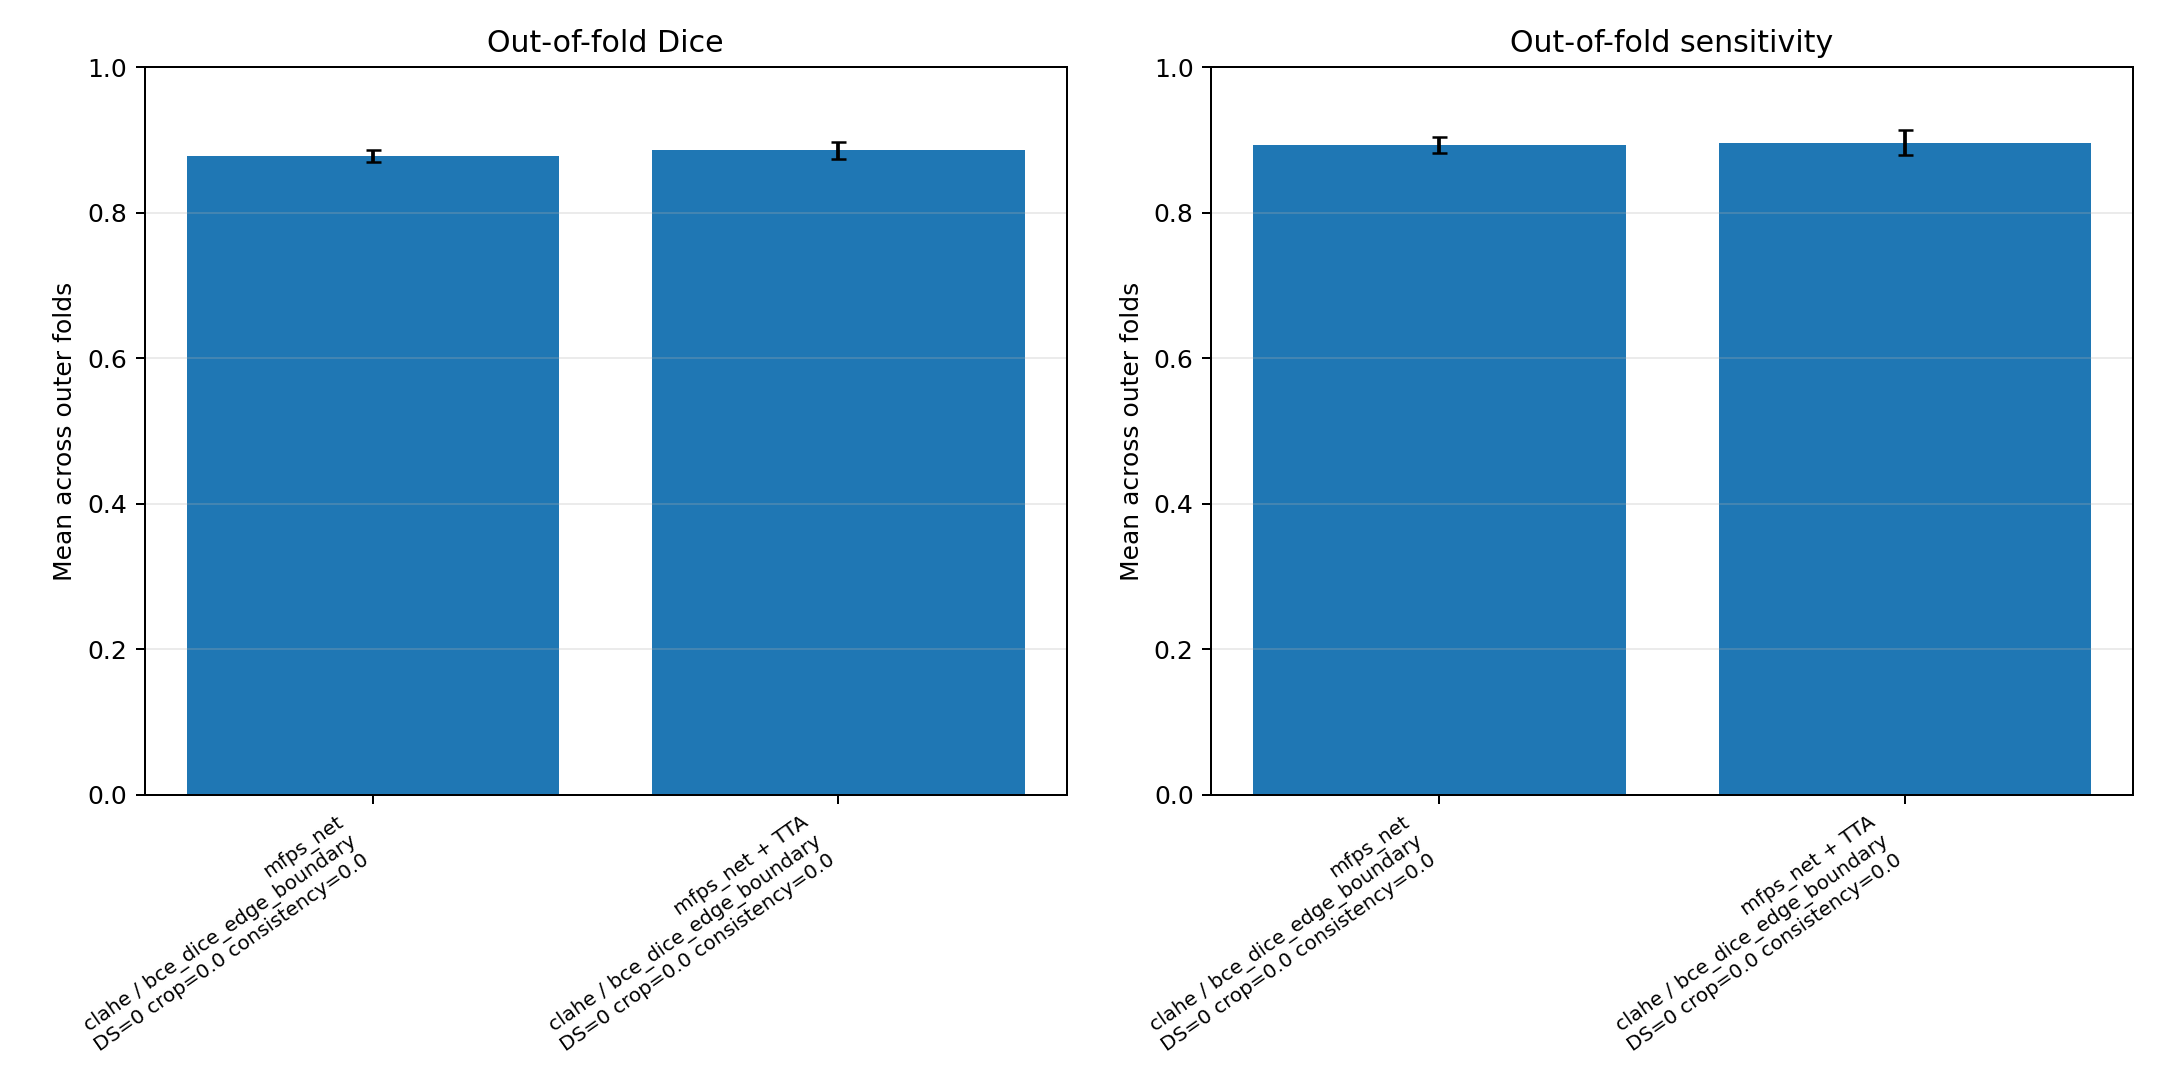 Out-of-fold Dice
Mean across outer folds
1.0
0.8
0.6
0.4
0.2
0.0
mfps_net
clahe / bce_dice_edge_boundary
DS=0 crop=0.0 consistency=0.0
mfps_net + TTA
clahe / bce_dice_edge_boundary
DS=0 crop=0.0 consistency=0.0
Out-of-fold sensitivity
Mean across outer folds
1.0
0.8
0.6
0.4
0.2
0.0
mfps_net
clahe / bce_dice_edge_boundary
DS=0 crop=0.0 consistency=0.0
mfps_net + TTA
clahe / bce_dice_edge_boundary
DS=0 crop=0.0 consistency=0.0